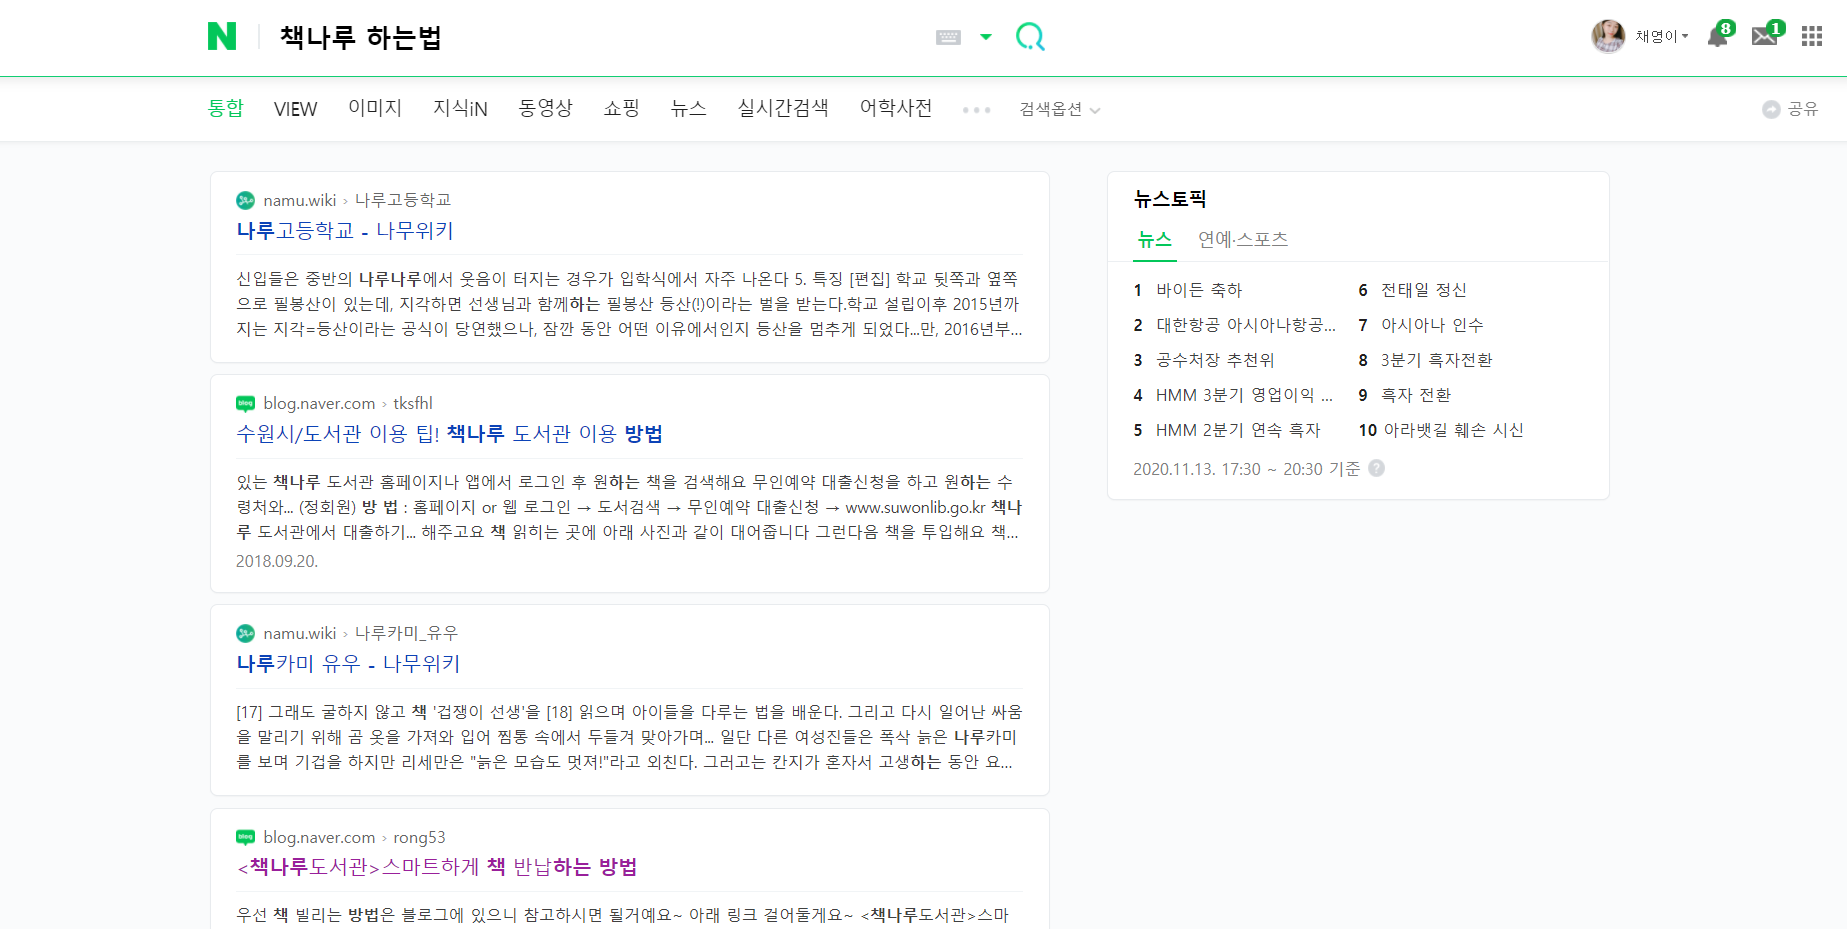 N 책나루 하는법
채영이 8 1
통합 VIEW 이미지 지식iN 동영상 쇼핑 뉴스 실시간검색 어학사전 검색옵션 공유
namu.wiki › 나루고등학교
나루고등학교 - 나무위키
신입들은 중반의 나루나루에서 웃음이 터지는 경우가 입학식에서 자주 나온다 5. 특징 [편집] 학교 뒷쪽과 옆쪽
으로 필봉산이 있는데, 지각하면 선생님과 함께하는 필봉산 등산(!)이라는 벌을 받는다.학교 설립이후 2015년까
지는 지각=등산이라는 공식이 당연했으나, 잠깐 동안 어떤 이유에서인지 등산을 멈추게 되었다...만, 2016년부...
blog.naver.com › tksfhl
수원시/도서관 이용 팁! 책나루 도서관 이용 방법
있는 책나루 도서관 홈페이지나 앱에서 로그인 후 원하는 책을 검색해요 무인예약 대출신청을 하고 원하는 수
령처와... (정회원) 방 법 : 홈페이지 or 웹 로그인 → 도서검색 → 무인예약 대출신청 → www.suwonlib.go.kr 책나
루 도서관에서 대출하기... 해주고요 책 읽히는 곳에 아래 사진과 같이 대어줍니다 그런다음 책을 투입해요 책...
2018.09.20.
namu.wiki › 나루카미_유우
나루카미 유우 - 나무위키
[17] 그래도 굴하지 않고 책 '겁쟁이 선생'을 [18] 읽으며 아이들을 다루는 법을 배운다. 그리고 다시 일어난 싸움
을 말리기 위해 곰 옷을 가져와 입어 찜통 속에서 두들겨 맞아가며... 일단 다른 여성진들은 폭삭 늙은 나루카미
를 보며 기겁을 하지만 리세만은 "늙은 모습도 멋져!"라고 외친다. 그러고는 칸지가 혼자서 고생하는 동안 요...
blog.naver.com › rong53
<책나루도서관>스마트하게 책 반납하는 방법
우선 책 빌리는 방법은 블로그에 있으니 참고하시면 될거예요~ 아래 링크 걸어둘게요~ <책나루도서관>스마
뉴스토픽
뉴스 연예·스포츠
1 바이든 축하
2 대한항공 아시아나항공...
3 공수처장 추천위
4 HMM 3분기 영업이익 ...
5 HMM 2분기 연속 흑자
6 전태일 정신
7 아시아나 인수
8 3분기 흑자전환
9 흑자 전환
10 아라뱃길 훼손 시신
2020.11.13. 17:30 ~ 20:30 기준 ?